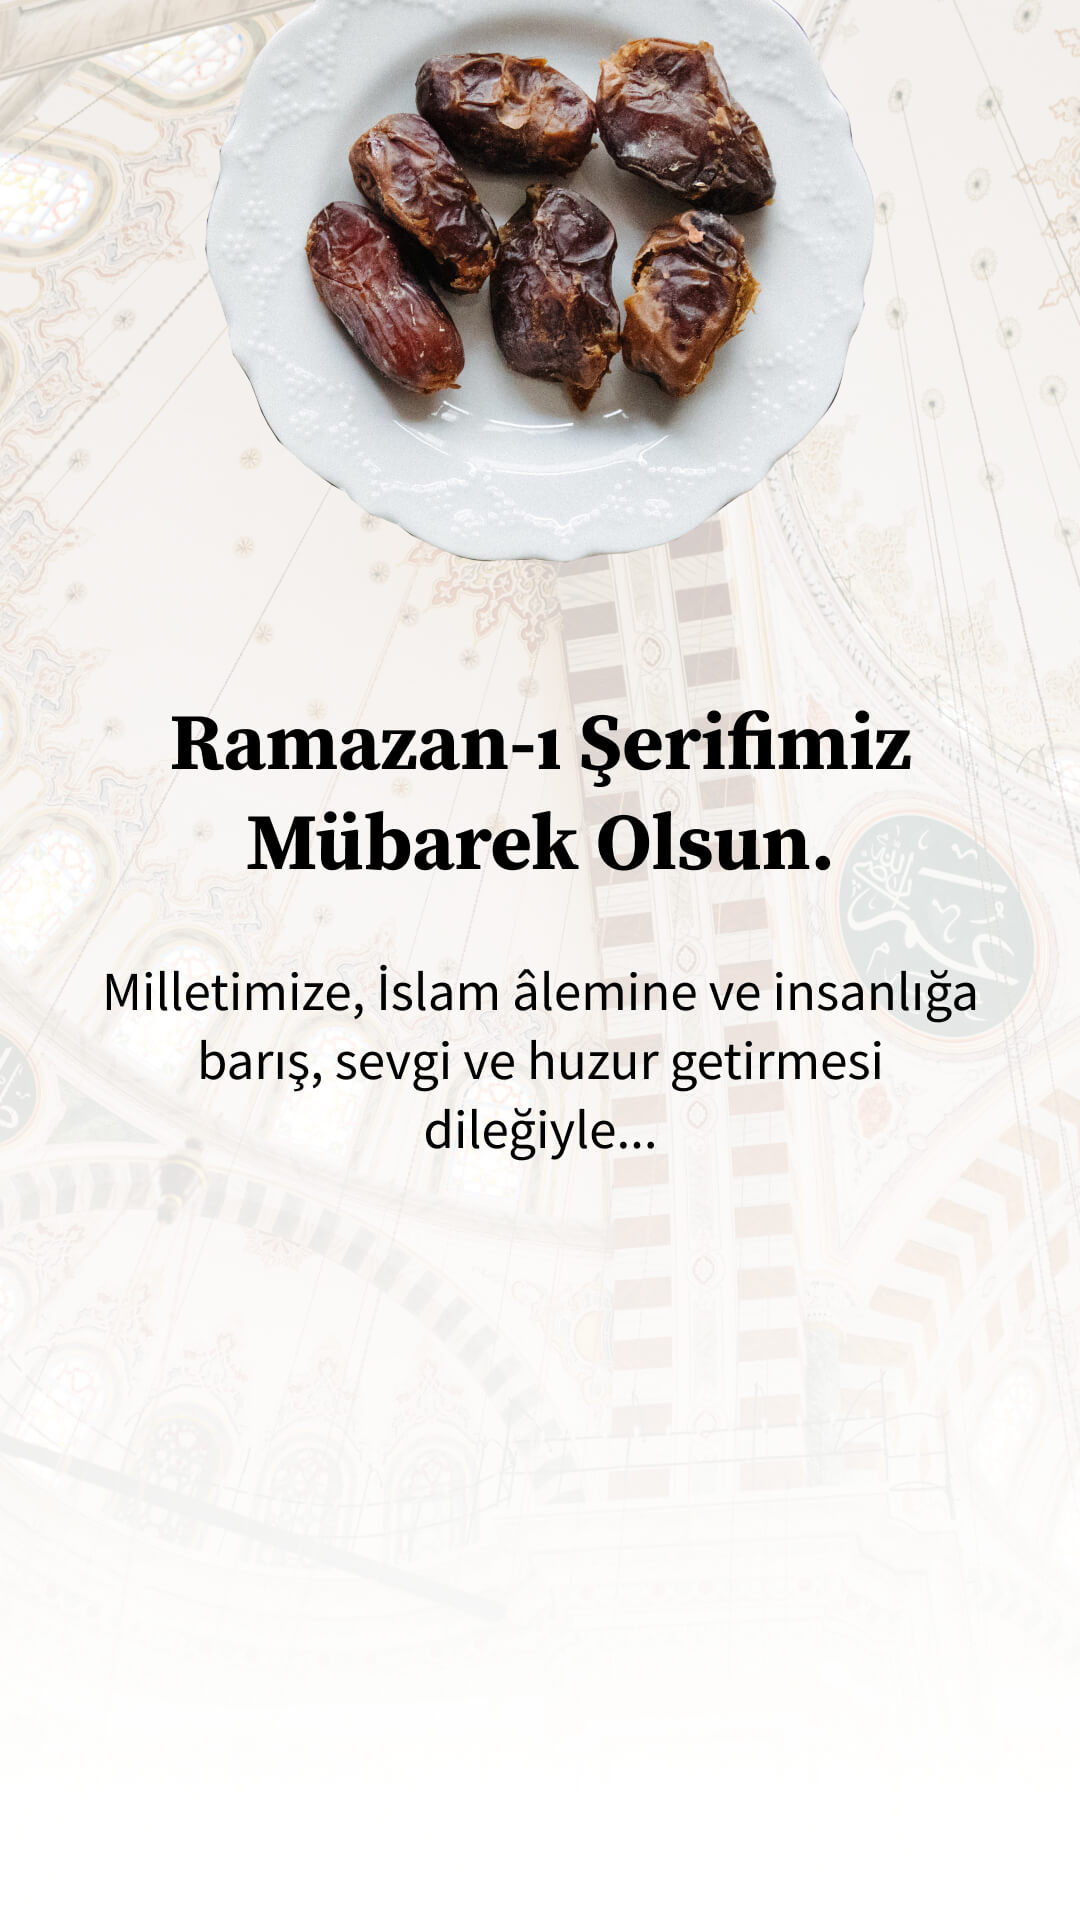 Ramazan-ı Şerifimiz
Mübarek Olsun.
Milletimize, İslam âlemine ve insanlığa
barış, sevgi ve huzur getirmesi
dileğiyle...